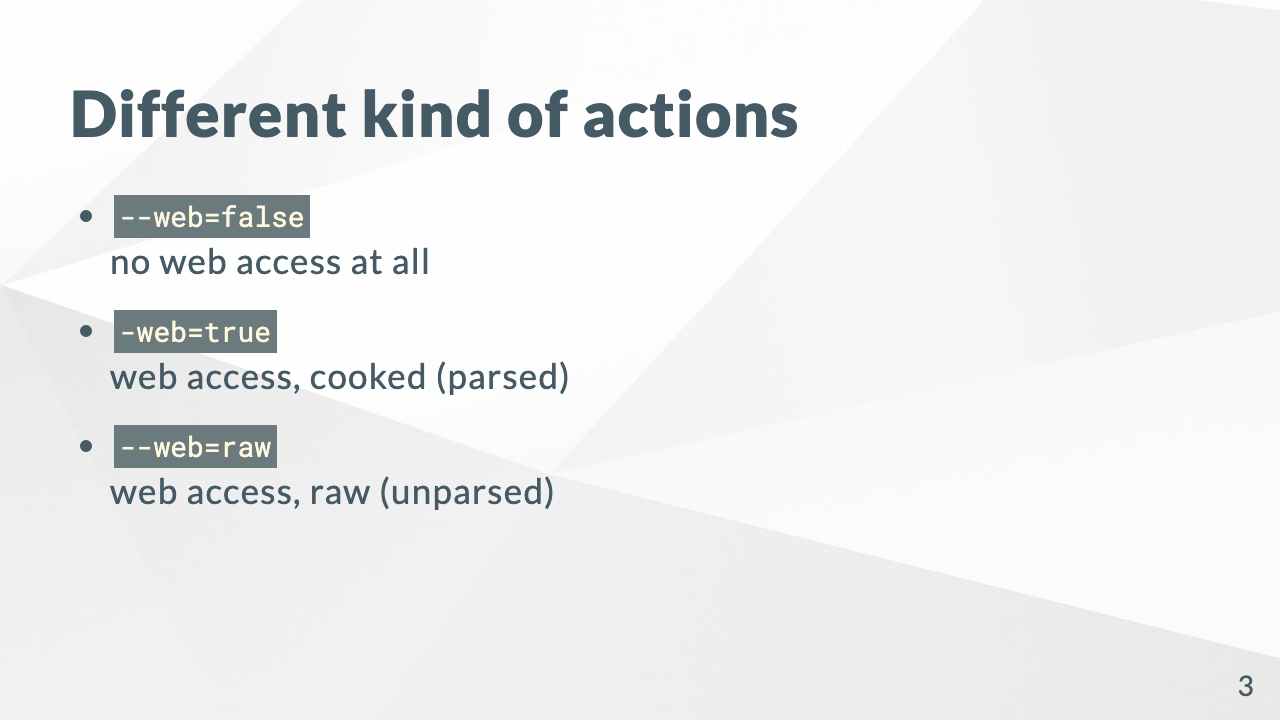 Different kind of actions
--web=false
no web access at all
-web=true
web access, cooked (parsed)
--web=raw
web access, raw (unparsed)
3